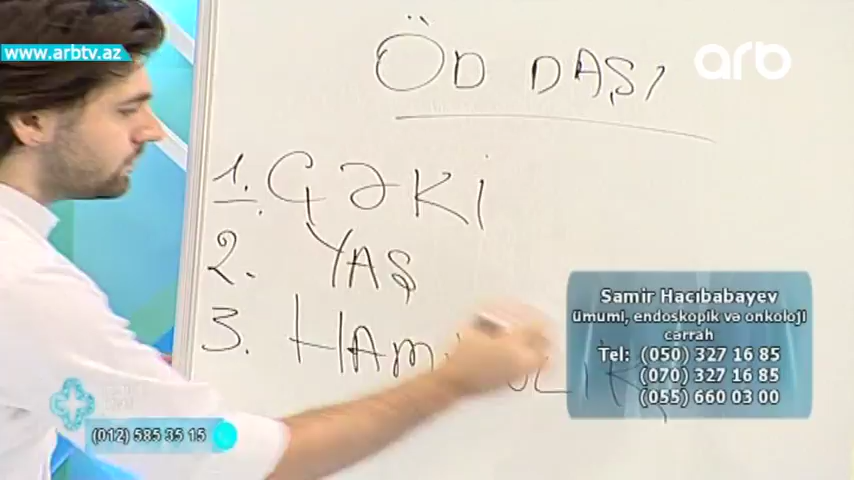 www.arbtv.az
arb
ÖD DAŞI
1. ÇƏKİ
2. YAŞ
3.
Samir Hacıbabayev
ümumi, endoskopik və onkoloji
cərrah
Tel: (050) 327 16 85
(070) 327 16 85
(055) 660 03 00
(012) 585 35 15